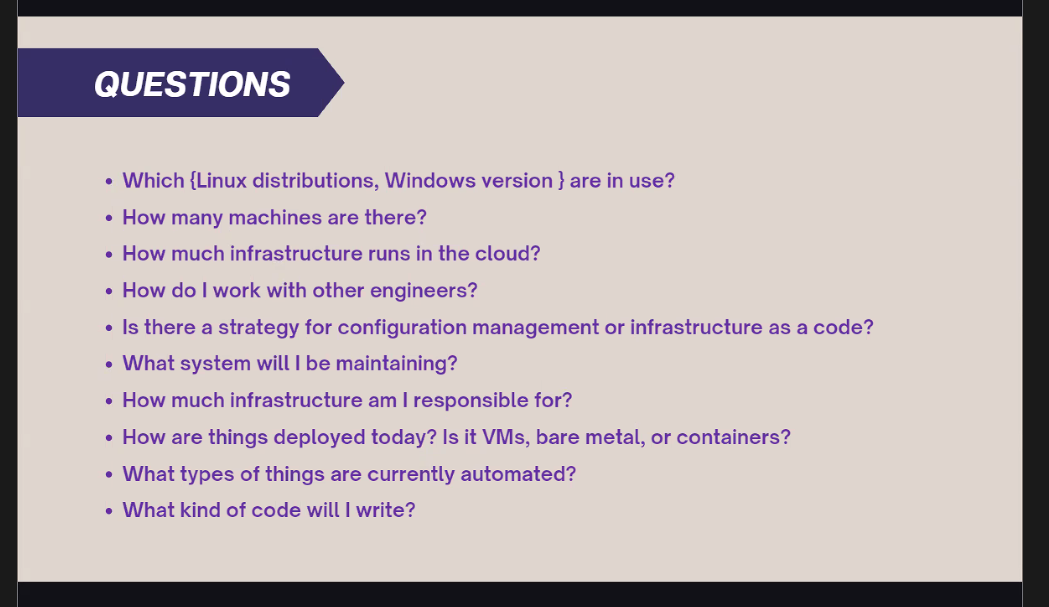 QUESTIONS
• Which {Linux distributions, Windows version } are in use?
• How many machines are there?
• How much infrastructure runs in the cloud?
• How do I work with other engineers?
• Is there a strategy for configuration management or infrastructure as a code?
• What system will I be maintaining?
• How much infrastructure am I responsible for?
• How are things deployed today? Is it VMs, bare metal, or containers?
• What types of things are currently automated?
• What kind of code will I write?